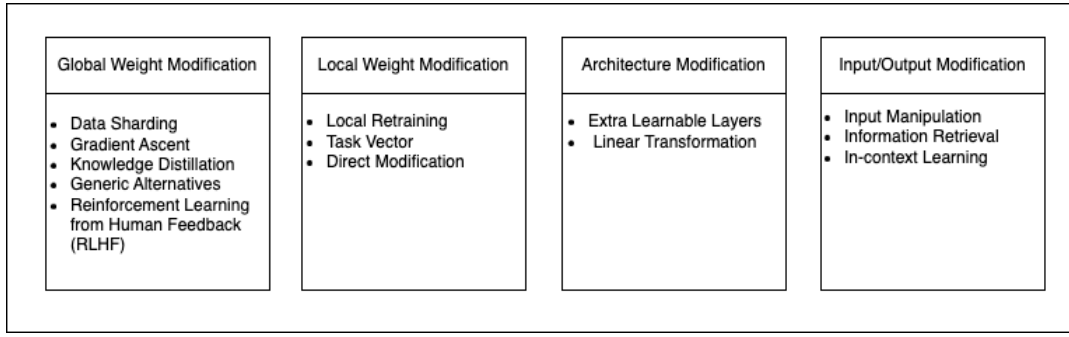 Global Weight Modification
• Data Sharding
• Gradient Ascent
• Knowledge Distillation
• Generic Alternatives
• Reinforcement Learning
from Human Feedback
(RLHF)
Local Weight Modification
• Local Retraining
• Task Vector
• Direct Modification
Architecture Modification
• Extra Learnable Layers
• Linear Transformation
Input/Output Modification
• Input Manipulation
• Information Retrieval
• In-context Learning